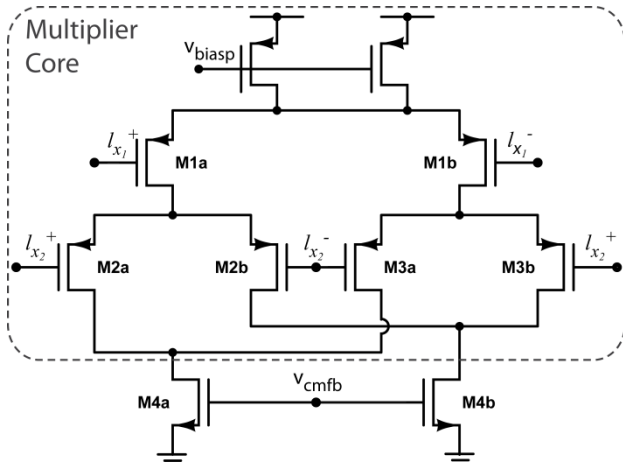 Multiplier
Core
v_biasp
l_x₁⁺
M1a
M1b
l_x₁⁻
l_x₂⁺
M2a
M2b
l_x₂⁻
M3a
M3b
l_x₂⁺
M4a
v_cmfb
M4b